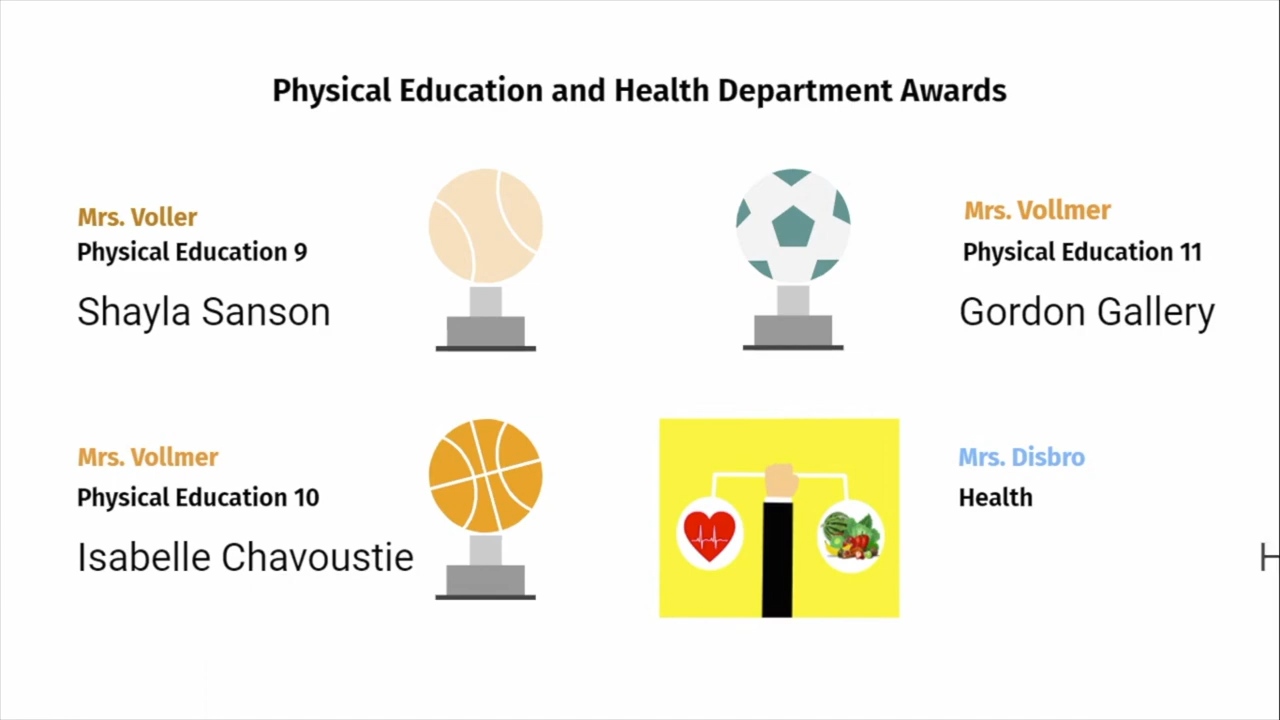 Physical Education and Health Department Awards
Mrs. Voller
Physical Education 9
Shayla Sanson
Mrs. Vollmer
Physical Education 11
Gordon Gallery
Mrs. Vollmer
Physical Education 10
Isabelle Chavoustie
Mrs. Disbro
Health
H